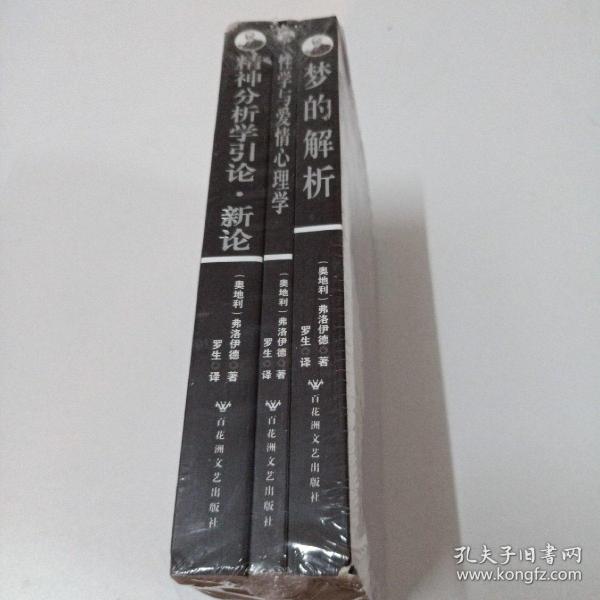 精神分析学引论·新论
（奥地利）弗洛伊德◇著
罗生◇译
百花洲文艺出版社
性学与爱情心理学
（奥地利）弗洛伊德◇著
罗生◇译
百花洲文艺出版社
梦的解析
（奥地利）弗洛伊德◇著
罗生◇译
百花洲文艺出版社
孔夫子旧书网
www.kongfz.com